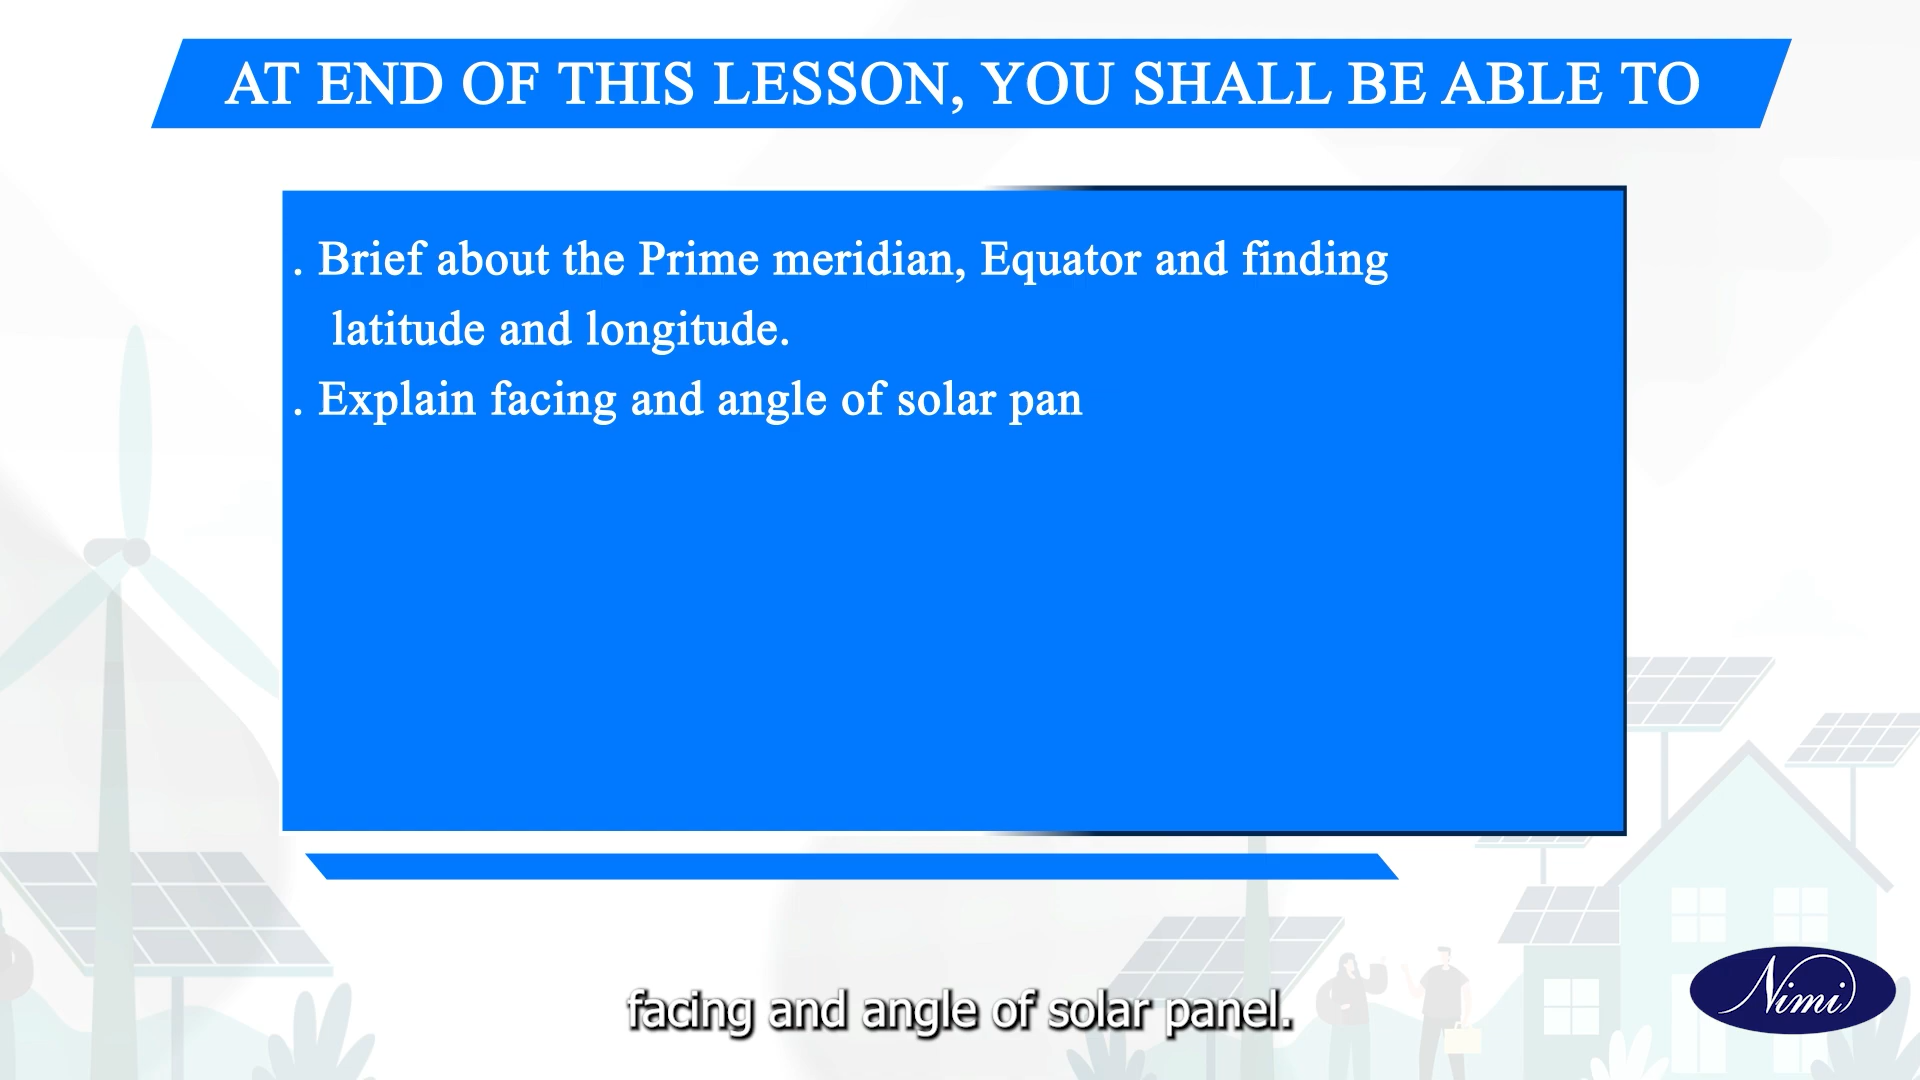 AT END OF THIS LESSON, YOU SHALL BE ABLE TO
. Brief about the Prime meridian, Equator and finding
latitude and longitude.
. Explain facing and angle of solar pan
facing and angle of solar panel.
Nimi